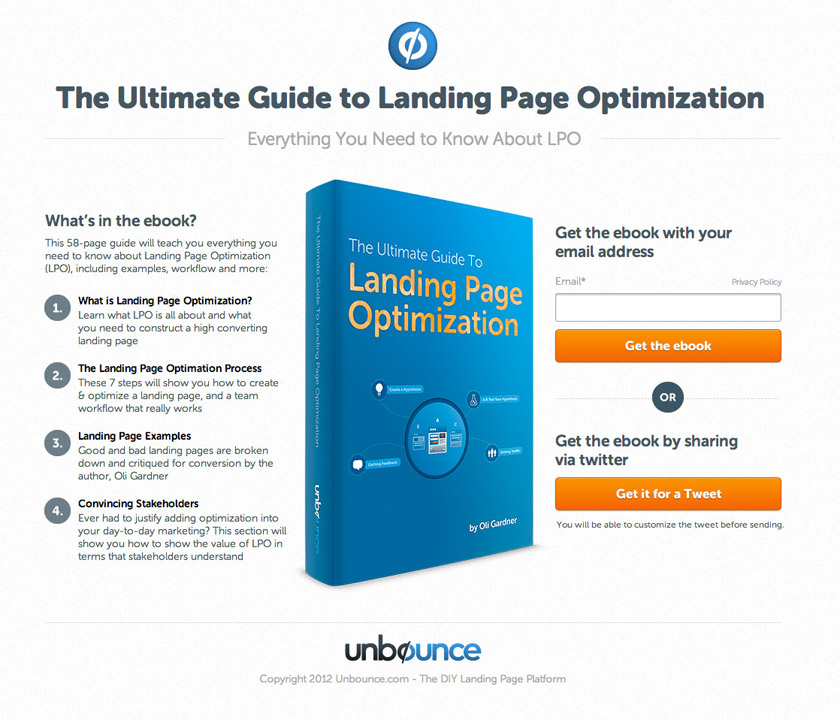 The Ultimate Guide to Landing Page Optimization
Everything You Need to Know About LPO
What's in the ebook?
This 58-page guide will teach you everything you
need to know about Landing Page Optimization
(LPO), including examples, workflow and more:
1.
What is Landing Page Optimization?
Learn what LPO is all about and what
you need to construct a high converting
landing page
2.
The Landing Page Optimation Process
These 7 steps will show you how to create
& optimize a landing page, and a team
workflow that really works
3.
Landing Page Examples
Good and bad landing pages are broken
down and critiqued for conversion by the
author, Oli Gardner
4.
Convincing Stakeholders
Ever had to justify adding optimization into
your day-to-day marketing? This section will
show you how to show the value of LPO in
terms that stakeholders understand
The Ultimate Guide To Landing Page Optimization
unbounce
The Ultimate Guide To
Landing Page
Optimization
Create a Hypothesis
A/B Test Your Hypothesis
B
A
C
Getting Feedback
Driving Traffic
by Oli Gardner
Get the ebook with your
email address
Email*
Privacy Policy
Get the ebook
OR
Get the ebook by sharing
via twitter
Get it for a Tweet
You will be able to customize the tweet before sending.
unbounce
Copyright 2012 Unbounce.com - The DIY Landing Page Platform